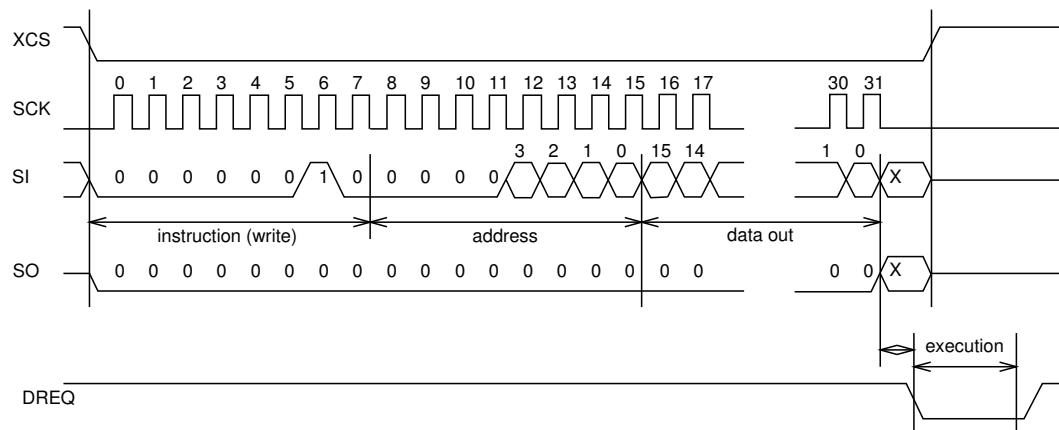 XCS
0 1 2 3 4 5 6 7 8 9 10 11 12 13 14 15 16 17 30 31
SCK
3 2 1 0 15 14 1 0
SI 0 0 0 0 0 0 1 0 0 0 0 0 X
instruction (write) address data out
SO 0 0 0 0 0 0 0 0 0 0 0 0 0 0 0 0 0 0 0 0 X
execution
DREQ